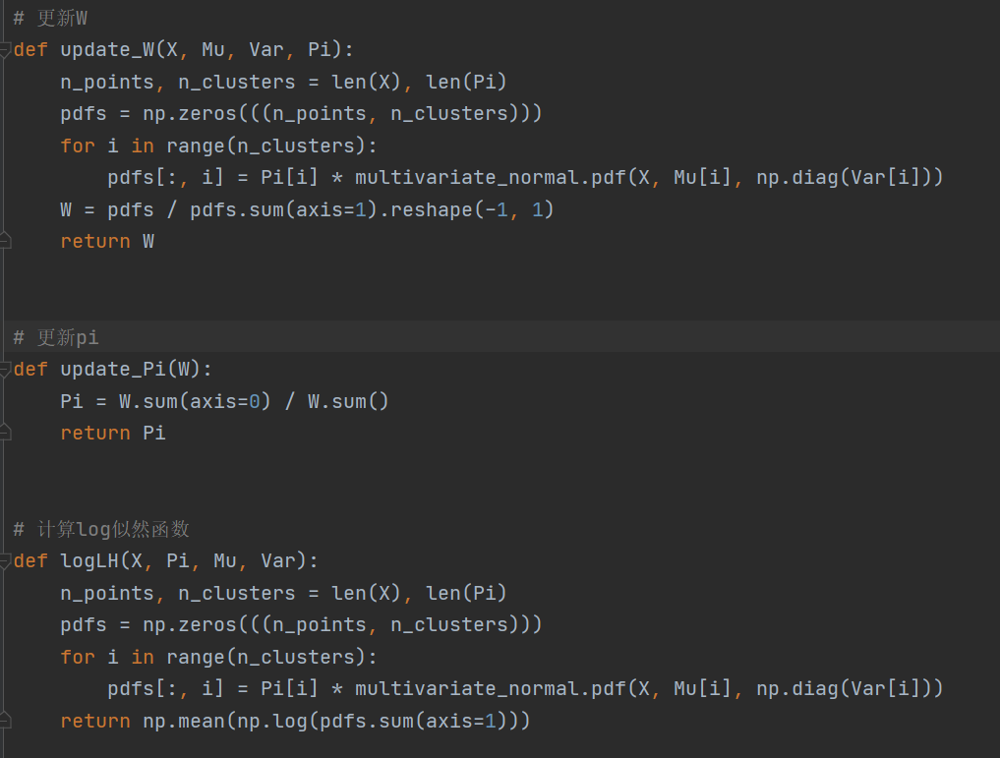 # 更新W
def update_W(X, Mu, Var, Pi):
    n_points, n_clusters = len(X), len(Pi)
    pdfs = np.zeros(((n_points, n_clusters)))
    for i in range(n_clusters):
        pdfs[:, i] = Pi[i] * multivariate_normal.pdf(X, Mu[i], np.diag(Var[i]))
    W = pdfs / pdfs.sum(axis=1).reshape(-1, 1)
    return W
# 更新pi
def update_Pi(W):
    Pi = W.sum(axis=0) / W.sum()
    return Pi
# 计算log似然函数
def logLH(X, Pi, Mu, Var):
    n_points, n_clusters = len(X), len(Pi)
    pdfs = np.zeros(((n_points, n_clusters)))
    for i in range(n_clusters):
        pdfs[:, i] = Pi[i] * multivariate_normal.pdf(X, Mu[i], np.diag(Var[i]))
    return np.mean(np.log(pdfs.sum(axis=1)))